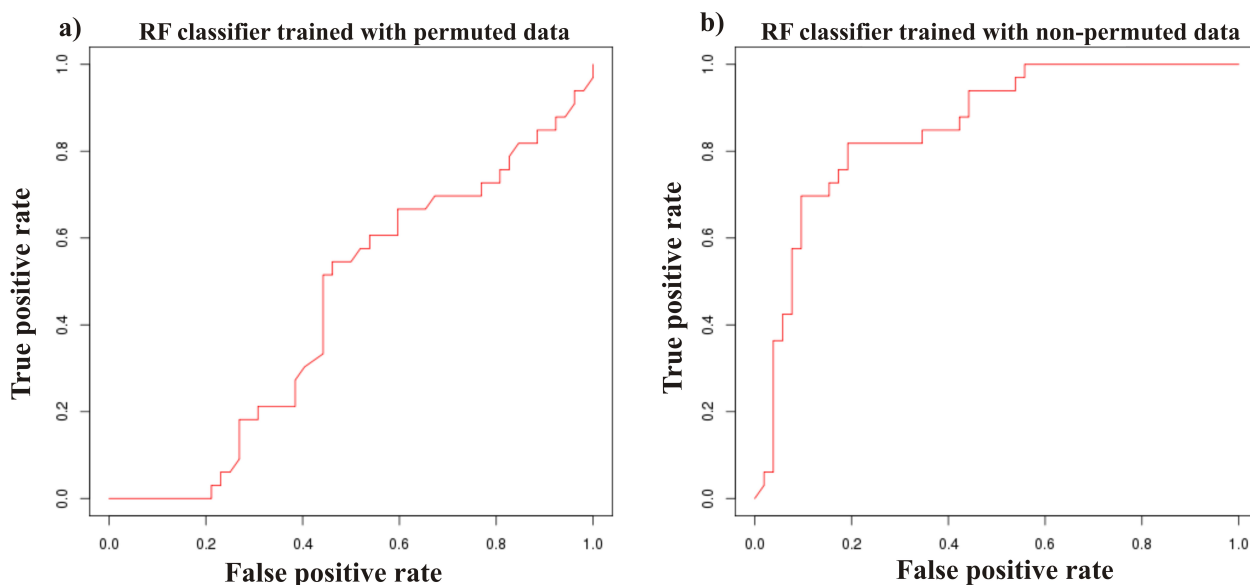 a)
RF classifier trained with permuted data
True positive rate
1.0
0.8
0.6
0.4
0.2
0.0
0.0 0.2 0.4 0.6 0.8 1.0
False positive rate
b)
RF classifier trained with non-permuted data
True positive rate
1.0
0.8
0.6
0.4
0.2
0.0
0.0 0.2 0.4 0.6 0.8 1.0
False positive rate